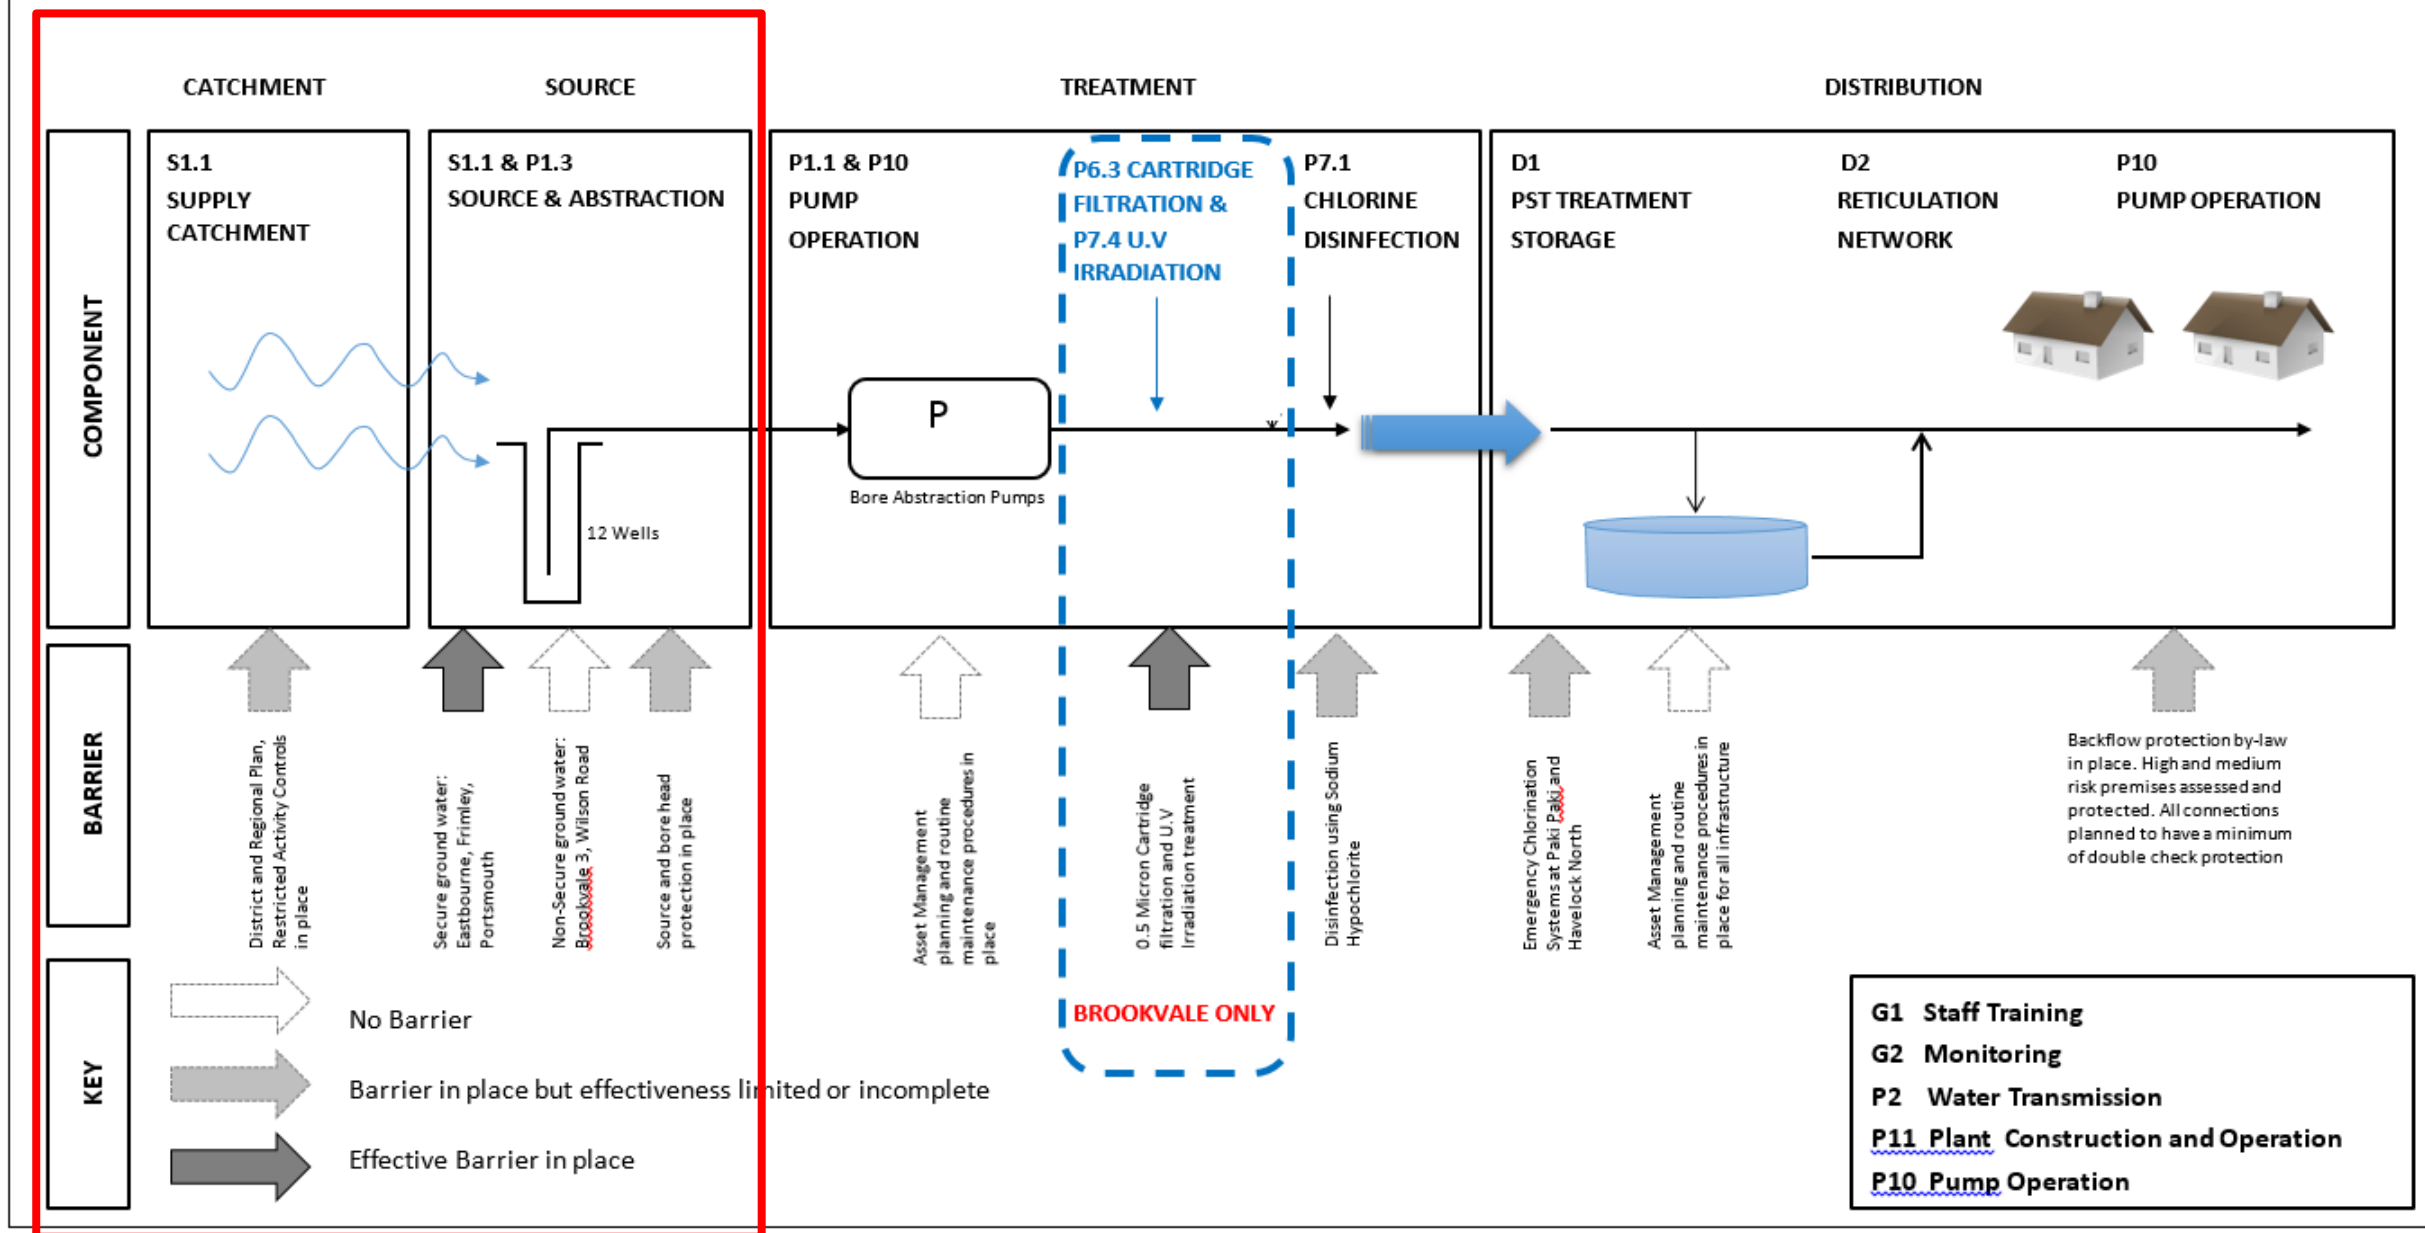 CATCHMENT
SOURCE
TREATMENT
DISTRIBUTION
COMPONENT
S1.1
SUPPLY
CATCHMENT
S1.1 & P1.3
SOURCE & ABSTRACTION
12 Wells
P1.1 & P10
PUMP
OPERATION
P
Bore Abstraction Pumps
P6.3 CARTRIDGE
FILTRATION &
P7.4 U.V
IRRADIATION
P7.1
CHLORINE
DISINFECTION
D1
PST TREATMENT
STORAGE
D2
RETICULATION
NETWORK
P10
PUMP OPERATION
BARRIER
District and Regional Plan,
Restricted Activity Controls
in place
Secure ground water:
Eastbourne, Frimley,
Portsmouth
Non-Secure ground water:
Brookvale 3, Wilson Road
Source and bore head
protection in place
Asset Management
planning and routine
maintenance procedures in
place
0.5 Micron Cartridge
filtration and U.V
Irradiation treatment
BROOKVALE ONLY
Disinfection using Sodium
Hypochlorite
Emergency Chlorination
Systems at Paki Paki and
Havelock North
Asset Management
planning and routine
maintenance procedures in
place for all infrastructure
Backflow protection by-law
in place. High and medium
risk premises assessed and
protected. All connections
planned to have a minimum
of double check protection
KEY
No Barrier
Barrier in place but effectiveness limited or incomplete
Effective Barrier in place
G1 Staff Training
G2 Monitoring
P2 Water Transmission
P11 Plant Construction and Operation
P10 Pump Operation